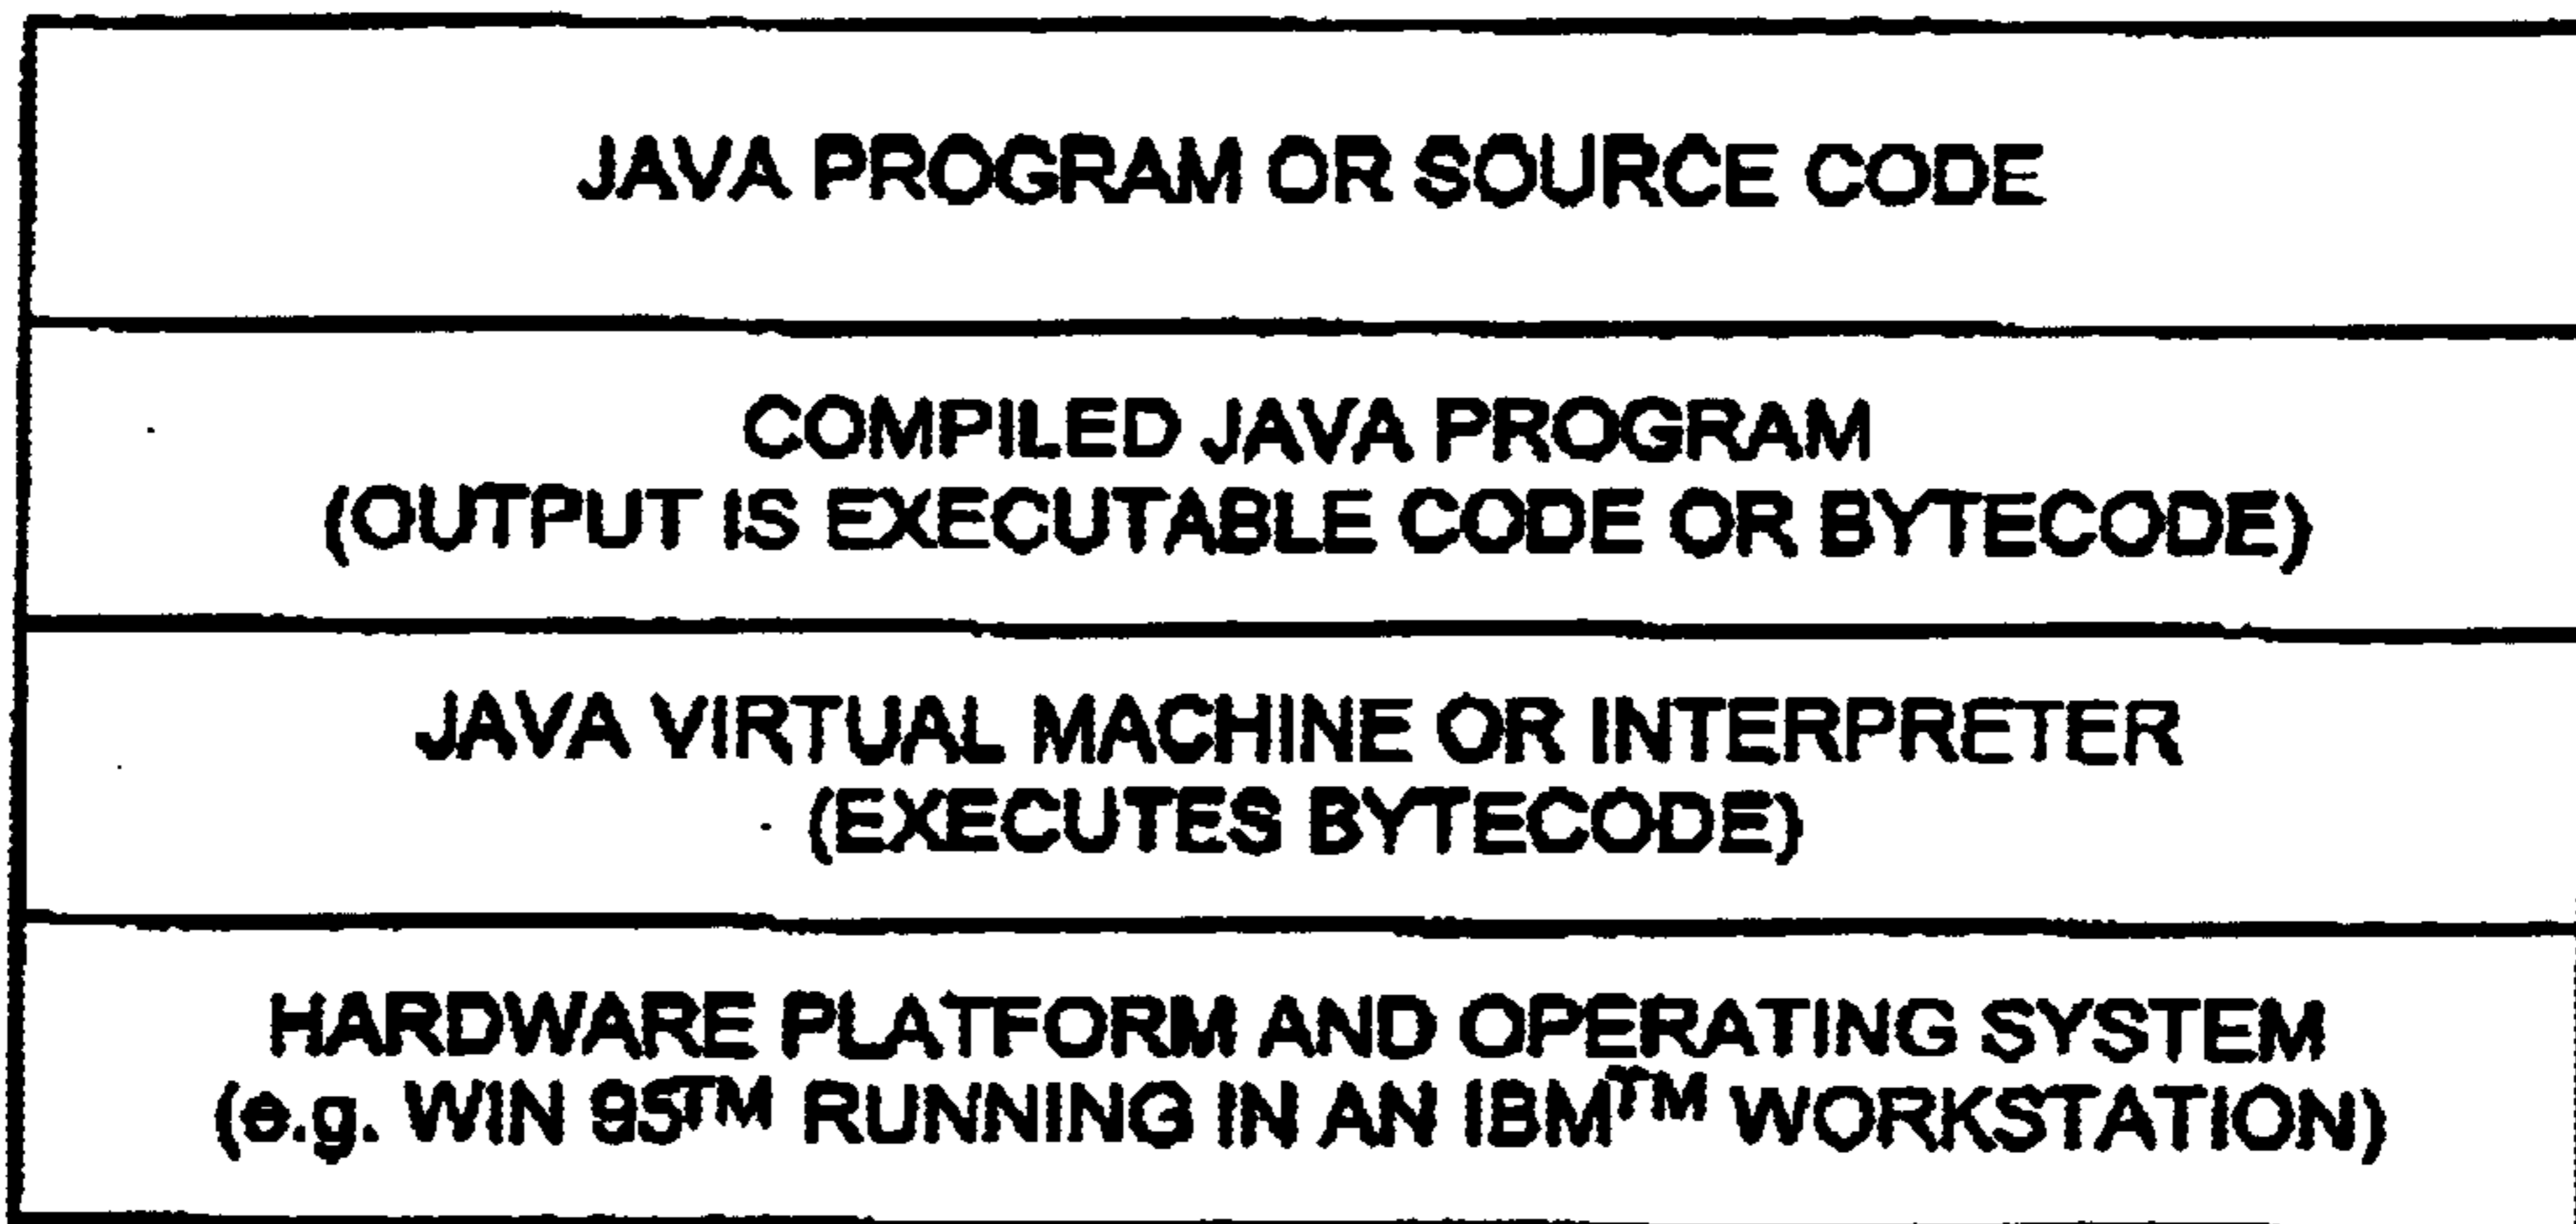 JAVA PROGRAM OR SOURCE CODE
COMPILED JAVA PROGRAM
(OUTPUT IS EXECUTABLE CODE OR BYTECODE)
JAVA VIRTUAL MACHINE OR INTERPRETER
(EXECUTES BYTECODE)
HARDWARE PLATFORM AND OPERATING SYSTEM
(e.g. WIN 95™ RUNNING IN AN IBM™ WORKSTATION)